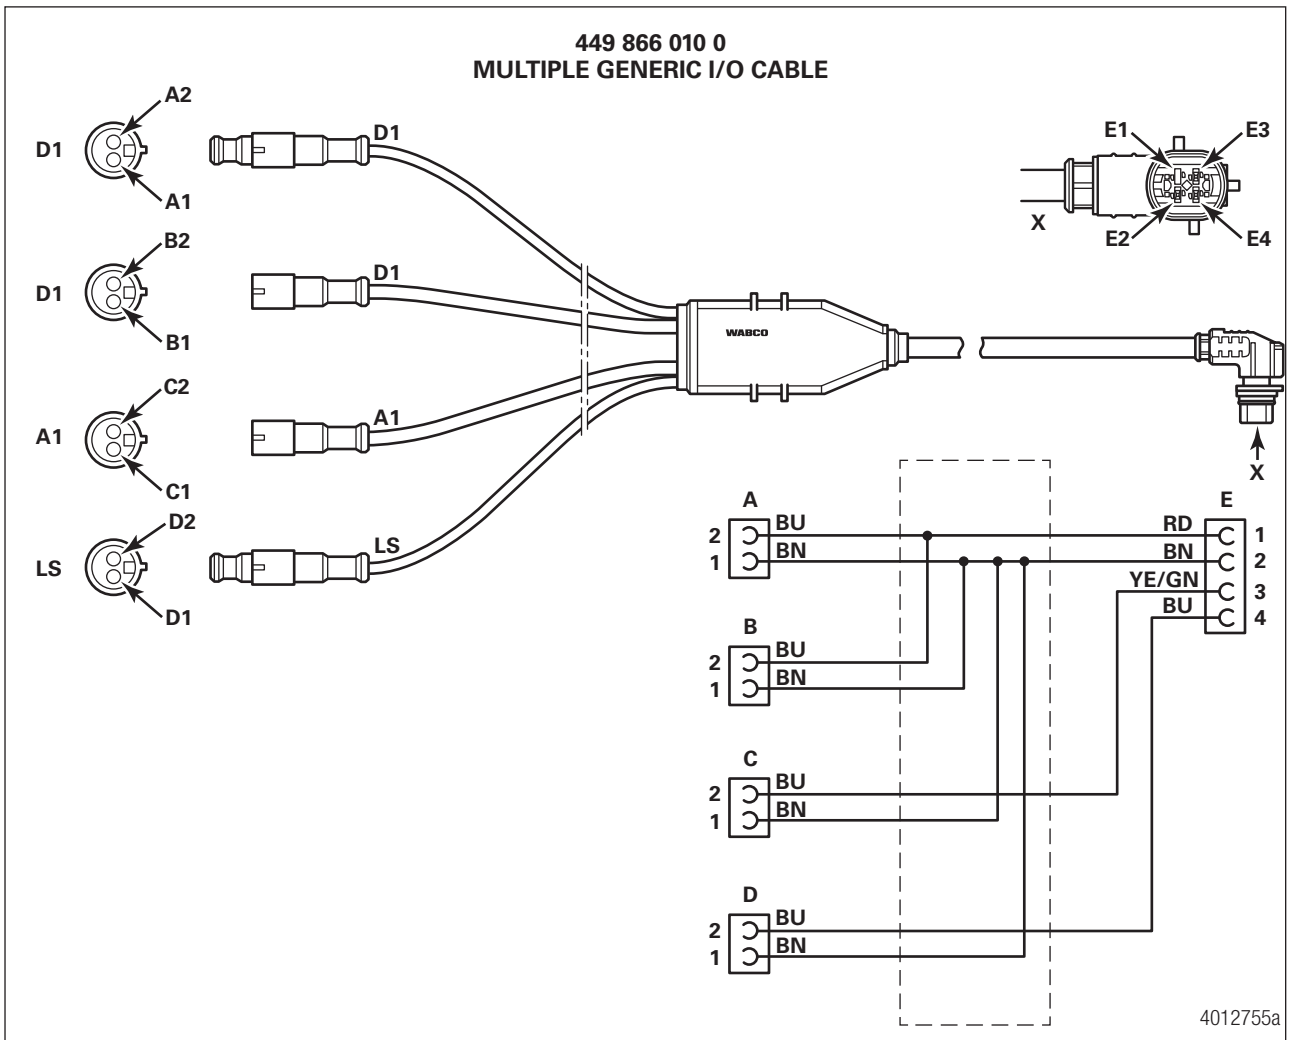 449 866 010 0
MULTIPLE GENERIC I/O CABLE
A2
D1
D1
A1
E1
E3
X
E2
E4
B2
D1
D1
B1
WABCO
C2
A1
A1
C1
X
D2
LS
LS
D1
A
E
2 BU
RD 1
1 BN
BN 2
YE/GN 3
BU 4
B
2 BU
1 BN
C
2 BU
1 BN
D
2 BU
1 BN
4012755a